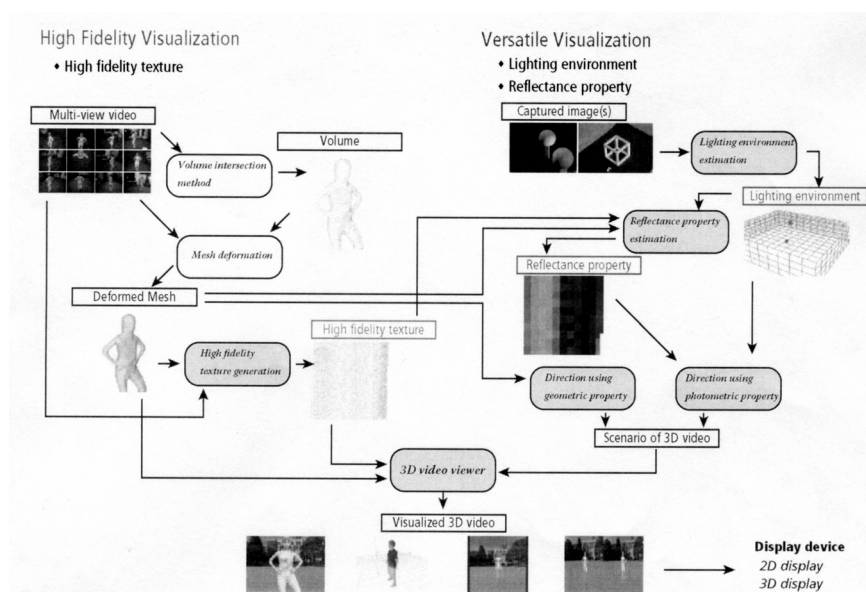 High Fidelity Visualization
♦ High fidelity texture
Versatile Visualization
♦ Lighting environment
♦ Reflectance property
Multi-view video
Volume intersection
method
Volume
Mesh deformation
Deformed Mesh
High fidelity
texture generation
High fidelity texture
Captured image(s)
Lighting environment
estimation
Lighting environment
Reflectance property
estimation
Reflectance property
Direction using
geometric property
Direction using
photometric property
Scenario of 3D video
3D video viewer
Visualized 3D video
Display device
2D display
3D display